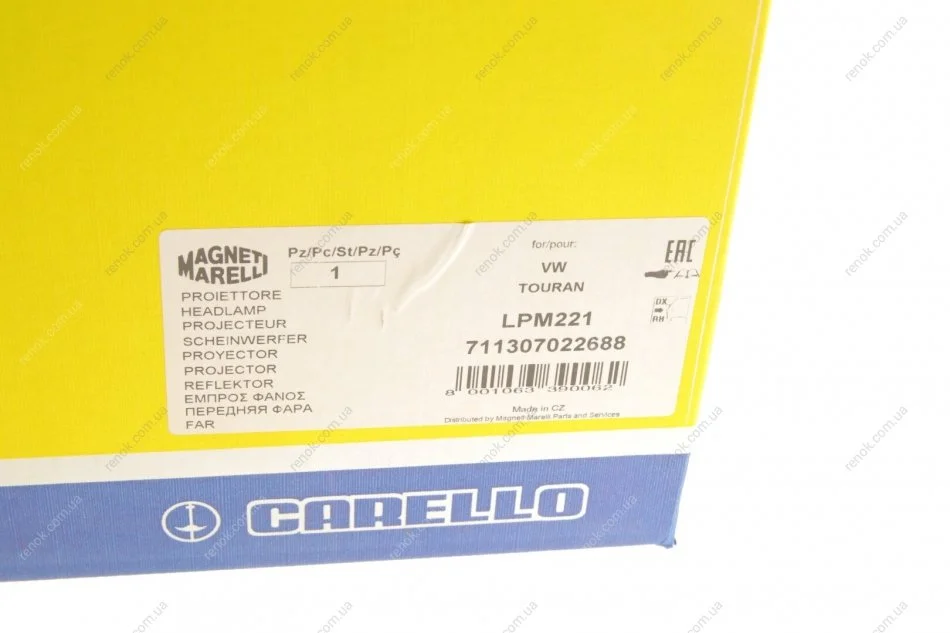 MAGNETI
MARELLI
Pz/Pc/St/Pz/Pç
1
PROIETTORE
HEADLAMP
PROJECTEUR
SCHEINWERFER
PROYECTOR
PROJECTOR
REFLEKTOR
ΕΜΠΡΟΣ ΦΑΝΟΣ
ПЕРЕДНЯЯ ФАРА
FAR
for/pour:
VW
TOURAN
LPM221
711307022688
8 001063 390062
Made in CZ
Distributed by Magneti Marelli Parts and Services
EAC
DX
RH
CARELLO
renok.com.ua